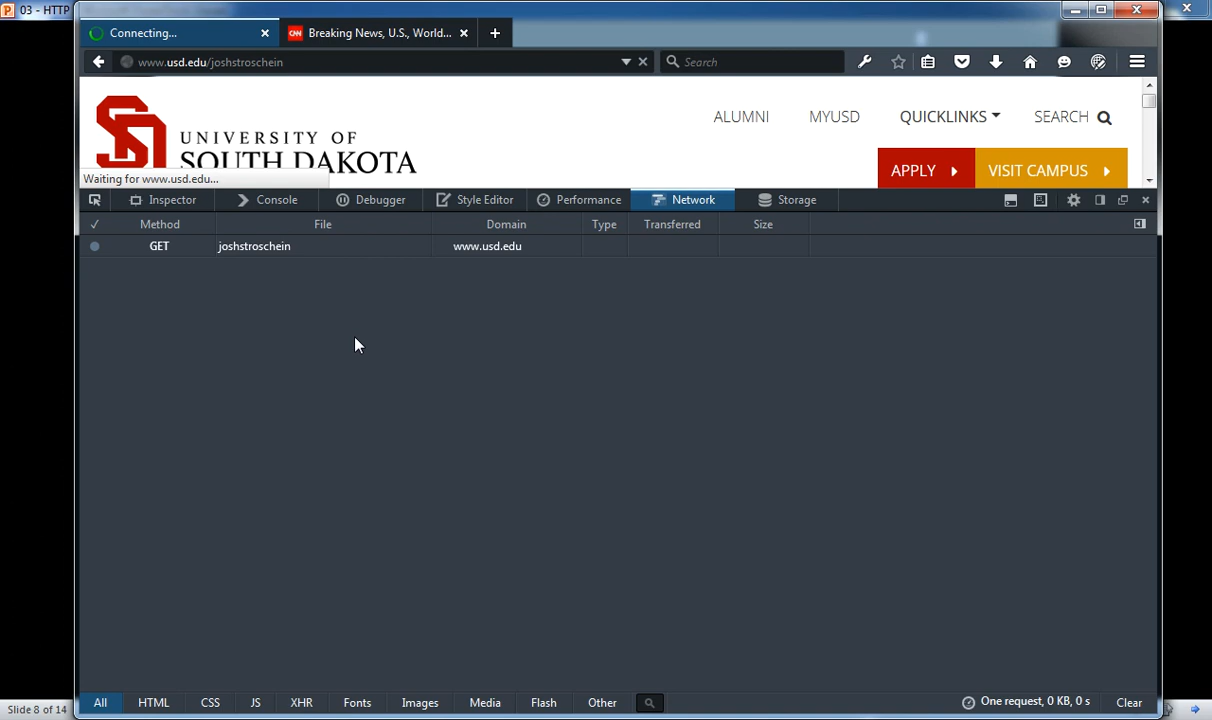 03 - HTTP
Connecting...
Breaking News, U.S., World...
www.usd.edu/joshstroschein
Search
UNIVERSITY OF
SOUTH DAKOTA
ALUMNI
MYUSD
QUICKLINKS
SEARCH
APPLY
VISIT CAMPUS
Waiting for www.usd.edu...
Inspector
Console
Debugger
Style Editor
Performance
Network
Storage
✓ Method File Domain Type Transferred Size
GET joshstroschein www.usd.edu
All HTML CSS JS XHR Fonts Images Media Flash Other
One request, 0 KB, 0 s
Clear
Slide 8 of 14